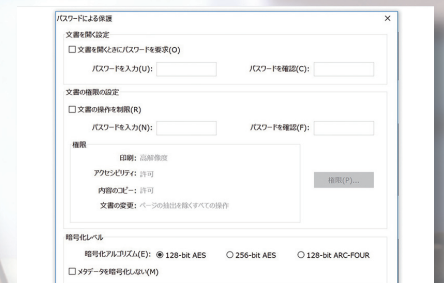 パスワードによる保護
文書を開く設定
文書を開くときにパスワードを要求(O)
パスワードを入力(U): パスワードを確認(C):
文書の権限の設定
文書の操作を制限(R)
パスワードを入力(N): パスワードを確認(F):
権限
印刷: 高解像度
アクセシビリティ: 許可
権限(P)...
内容のコピー: 許可
文書の変更: ページの抽出を除くすべての操作
暗号化レベル
暗号化アルゴリズム(E): 128-bit AES 256-bit AES 128-bit ARC-FOUR
メタデータを暗号化しない(M)